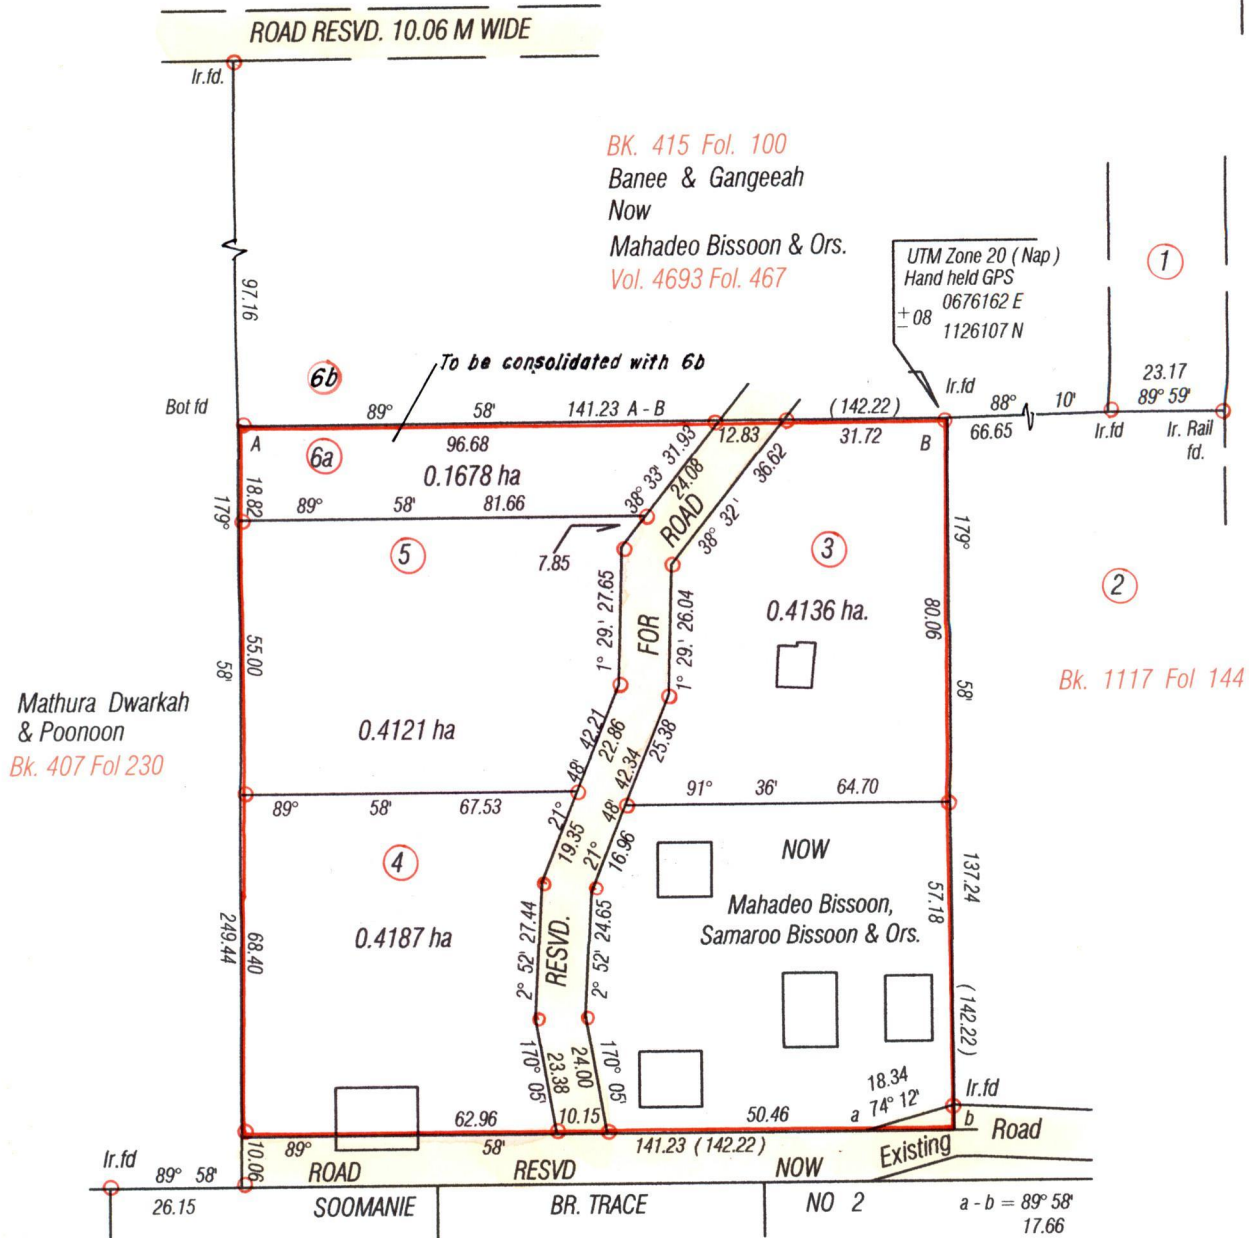 ROAD RESVD. 10.06 M WIDE
Ir.fd.
BK. 415 Fol. 100
Banee & Gangeeah
Now
Mahadeo Bissoon & Ors.
Vol. 4693 Fol. 467
UTM Zone 20 ( Nap )
Hand held GPS
0676162 E
± 08
1126107 N
1
97.16
To be consolidated with 6b
6b
Bot fd
89° 58' 141.23 A - B
(142.22)
Ir.fd
88° 10'
66.65
23.17
89° 59'
Ir.fd
Ir. Rail
fd.
A
96.68
12.83
31.72
B
6a
0.1678 ha
18.82
179°
89° 58' 81.66
38° 33' 31.93
24.08
36.62
38° 32'
ROAD
5
7.85
3
0.4136 ha.
179°
80.06
58'
2
Bk. 1117 Fol 144
1° 29.' 27.65
FOR
1° 29.' 26.04
55.00
58'
Mathura Dwarkah
& Poonoon
Bk. 407 Fol 230
0.4121 ha
42.21
22.86
48'
21°
19.35
25.38
42.34
48'
21°
16.96
91° 36' 64.70
89° 58' 67.53
4
0.4187 ha
NOW
Mahadeo Bissoon,
Samaroo Bissoon & Ors.
137.24
57.18
(142.22)
249.44
68.40
2° 52' 27.44
RESVD.
2° 52' 24.65
170° 05'
23.38
24.00
170° 05'
18.34
74° 12'
Ir.fd
62.96
10.15
50.46
a
b
89° 58'
141.23 (142.22)
Existing Road
10.06
Ir.fd
89° 58'
26.15
ROAD RESVD NOW
SOOMANIE BR. TRACE NO 2
a - b = 89° 58'
17.66